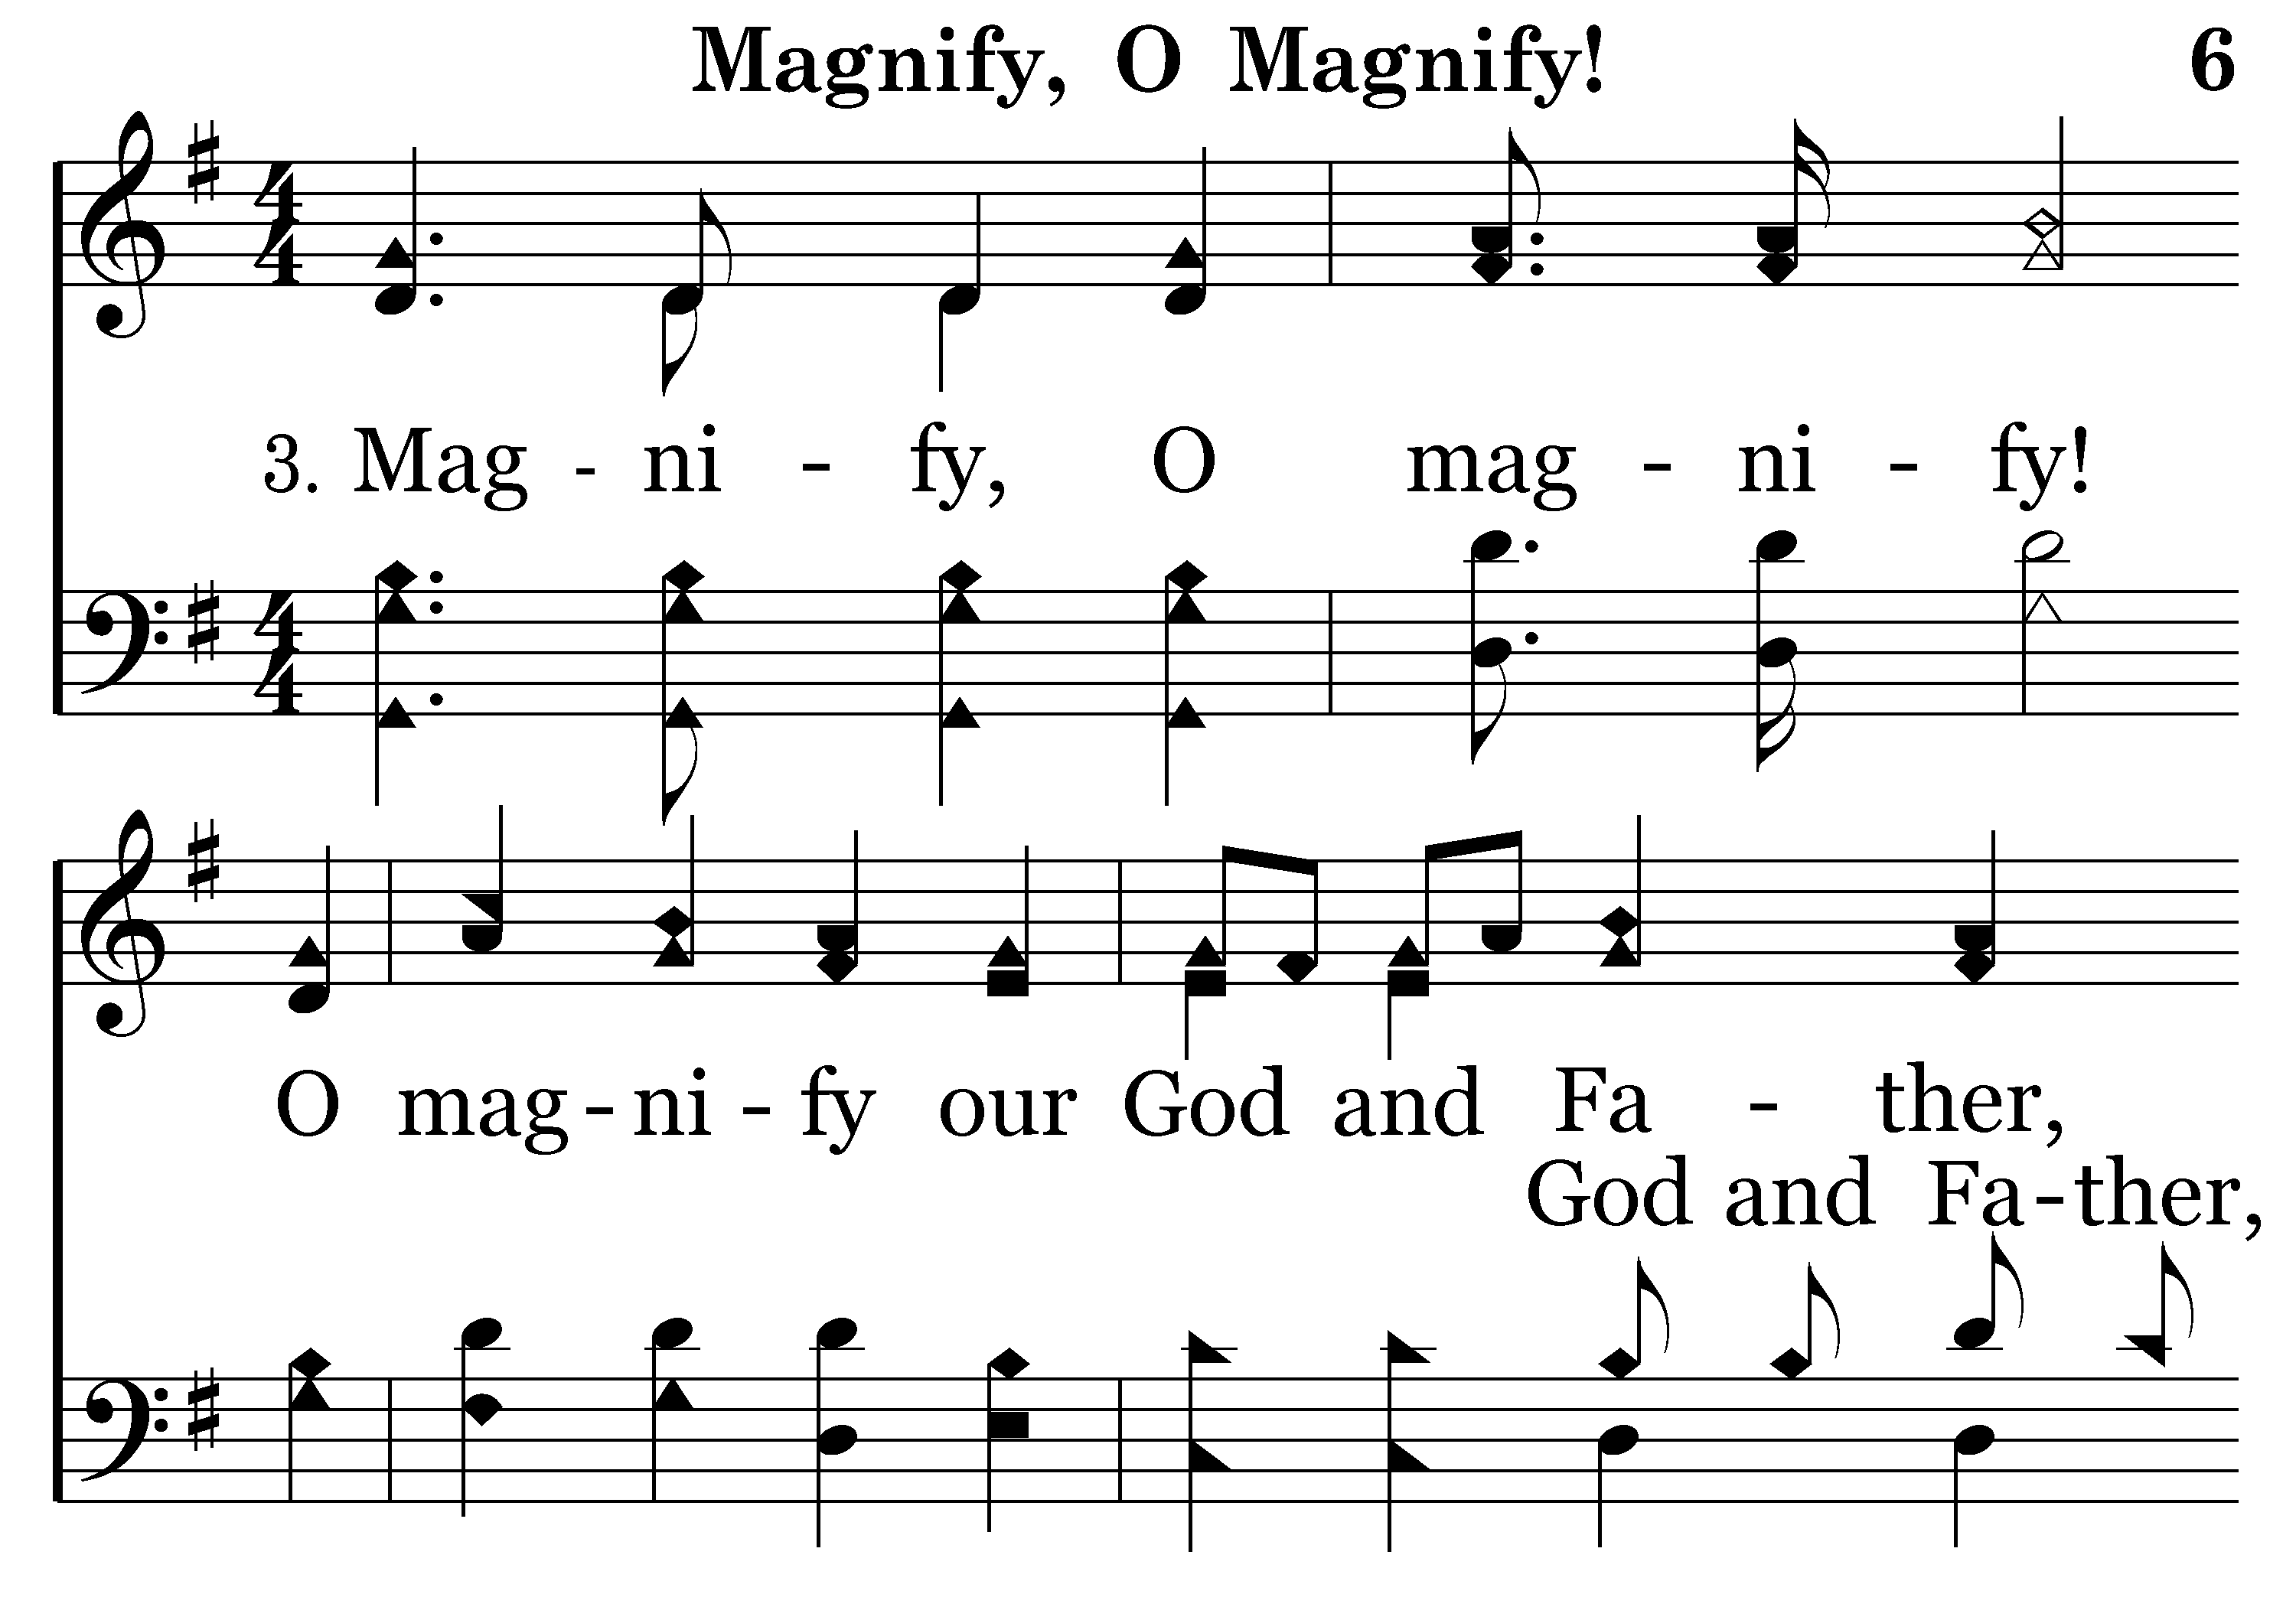 Magnify, O Magnify! 6
3. Mag - ni - fy, O mag - ni - fy!
O mag - ni - fy our God and Fa - ther,
God and Fa - ther,